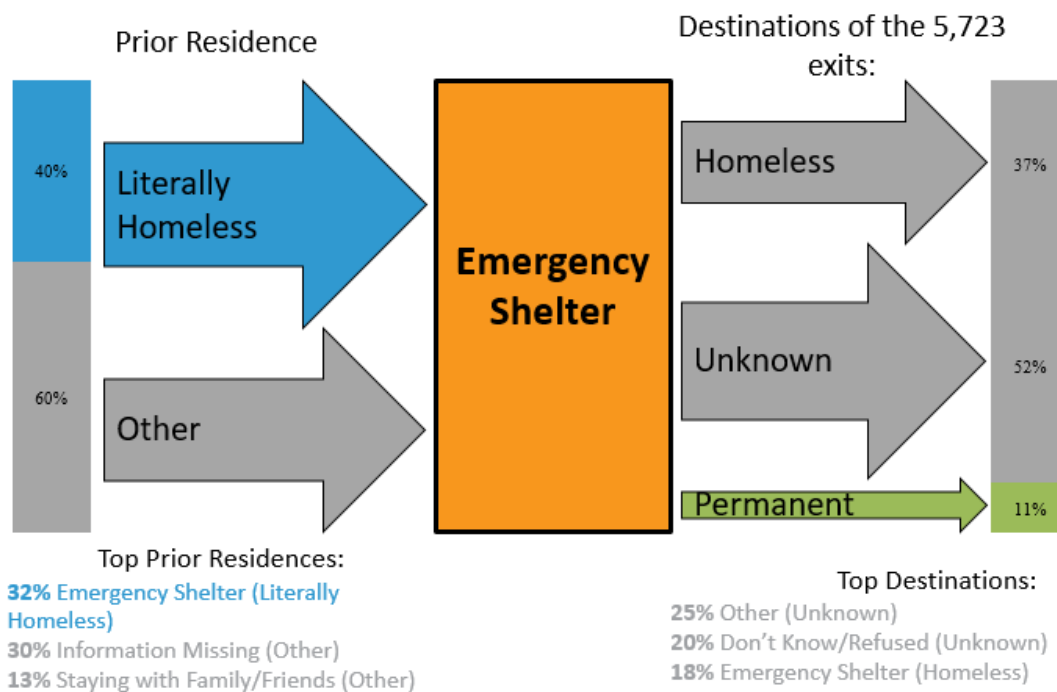 Prior Residence
Destinations of the 5,723
exits:
40%
60%
Literally
Homeless
Other
Emergency
Shelter
Homeless
Unknown
Permanent
37%
52%
11%
Top Prior Residences:
32% Emergency Shelter (Literally
Homeless)
30% Information Missing (Other)
13% Staying with Family/Friends (Other)
Top Destinations:
25% Other (Unknown)
20% Don't Know/Refused (Unknown)
18% Emergency Shelter (Homeless)